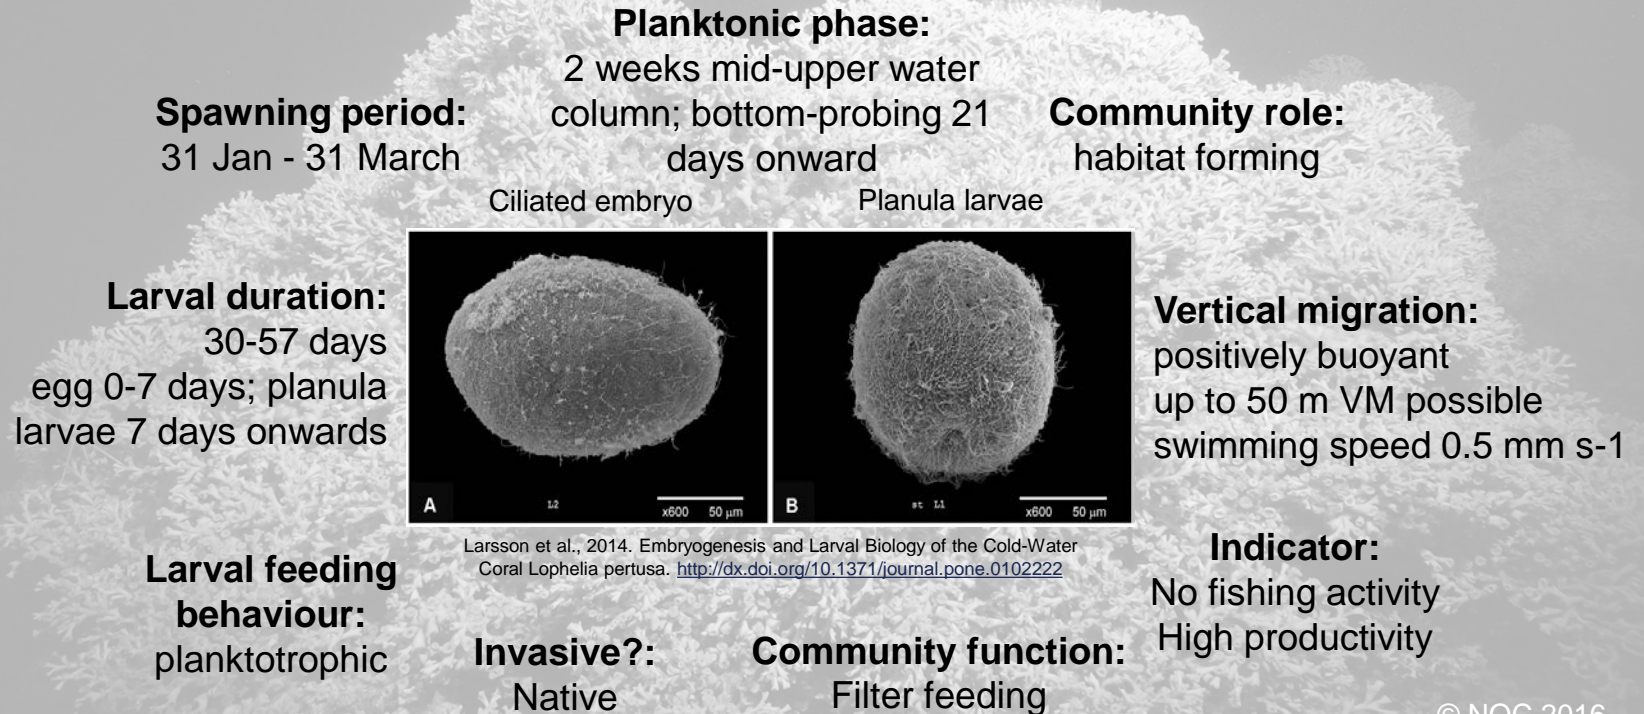 Planktonic phase:
2 weeks mid-upper water
column; bottom-probing 21
days onward
Spawning period:
31 Jan - 31 March
Community role:
habitat forming
Ciliated embryo
Planula larvae
Larval duration:
30-57 days
egg 0-7 days; planula
larvae 7 days onwards
A
L2
x600 50 µm
B
st L1
x600 50 µm
Vertical migration:
positively buoyant
up to 50 m VM possible
swimming speed 0.5 mm s-1
Larsson et al., 2014. Embryogenesis and Larval Biology of the Cold-Water
Coral Lophelia pertusa. http://dx.doi.org/10.1371/journal.pone.0102222
Larval feeding
behaviour:
planktotrophic
Indicator:
No fishing activity
High productivity
Invasive?:
Native
Community function:
Filter feeding
© NOC 2016